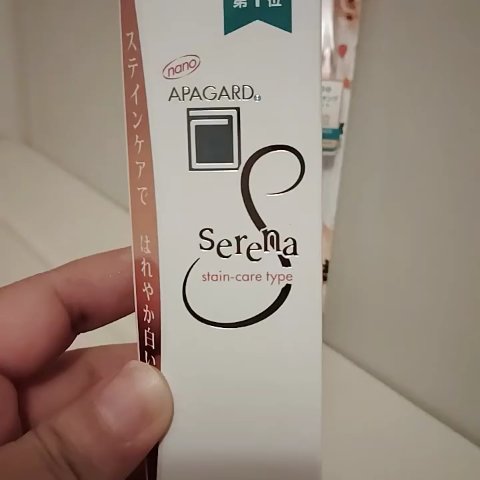 第1位
nano
APAGARD®
Serena
stain-care type
ステインケアで はれやか白い